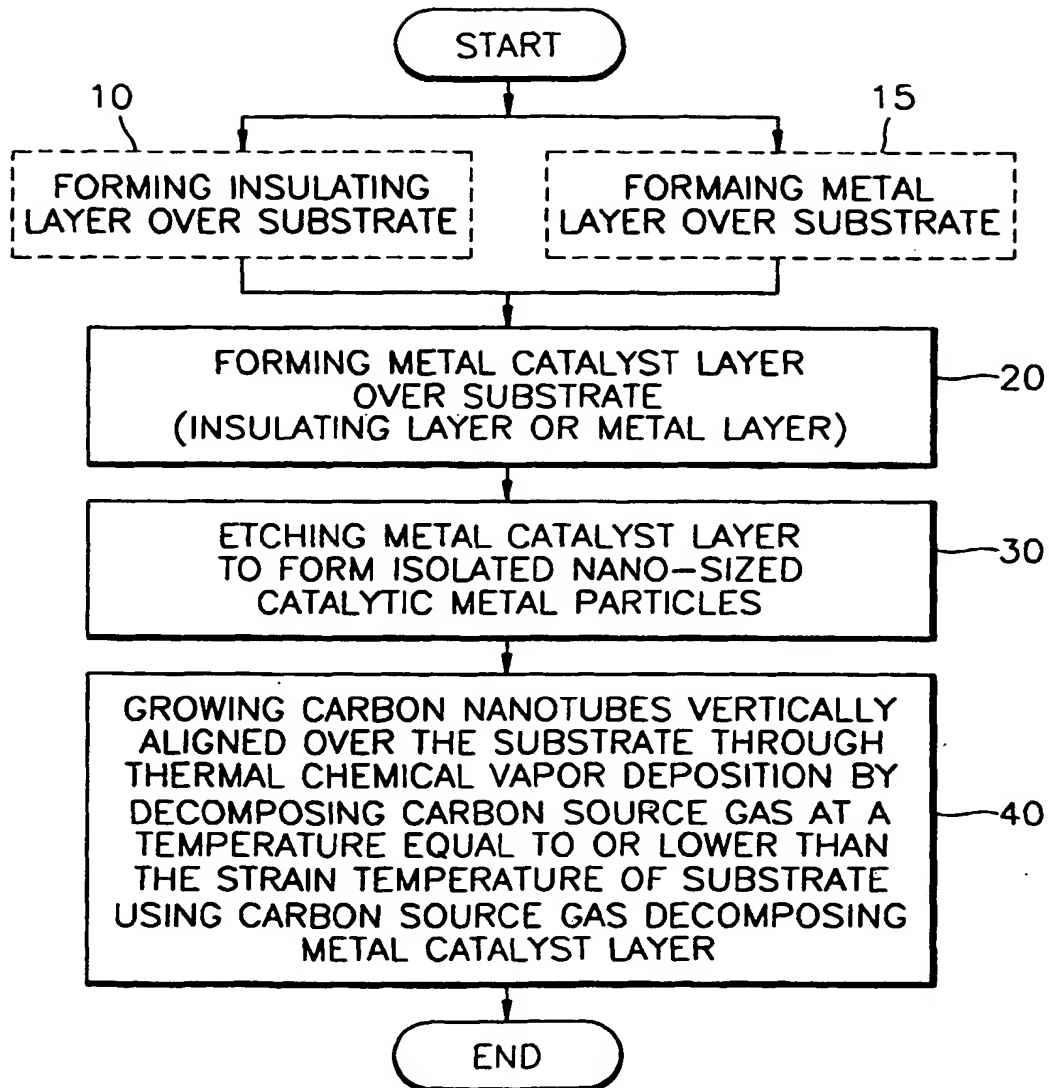 START
10
15
FORMING INSULATING
LAYER OVER SUBSTRATE
FORMAING METAL
LAYER OVER SUBSTRATE
FORMING METAL CATALYST LAYER
OVER SUBSTRATE
(INSULATING LAYER OR METAL LAYER)
20
ETCHING METAL CATALYST LAYER
TO FORM ISOLATED NANO-SIZED
CATALYTIC METAL PARTICLES
30
GROWING CARBON NANOTUBES VERTICALLY
ALIGNED OVER THE SUBSTRATE THROUGH
THERMAL CHEMICAL VAPOR DEPOSITION BY
DECOMPOSING CARBON SOURCE GAS AT A
TEMPERATURE EQUAL TO OR LOWER THAN
THE STRAIN TEMPERATURE OF SUBSTRATE
USING CARBON SOURCE GAS DECOMPOSING
METAL CATALYST LAYER
40
END